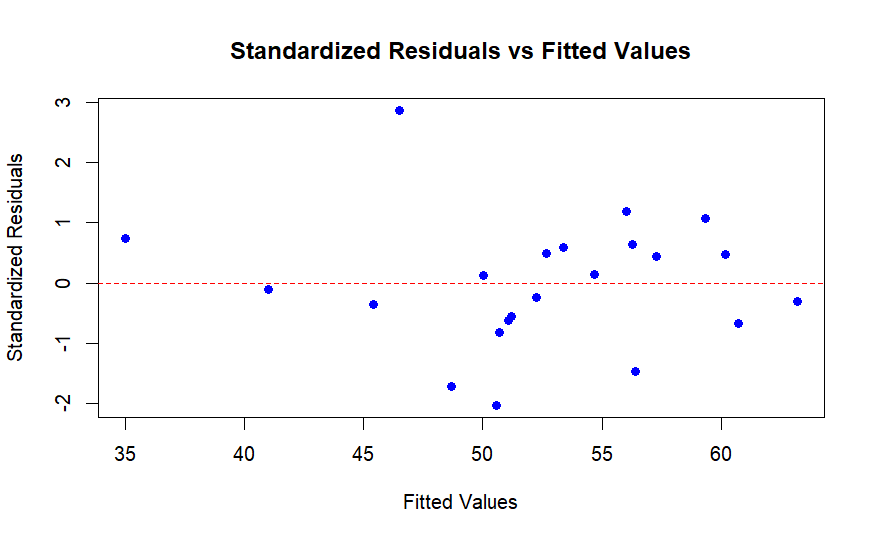 Standardized Residuals vs Fitted Values
Standardized Residuals
3
2
1
0
-1
-2
35 40 45 50 55 60
Fitted Values